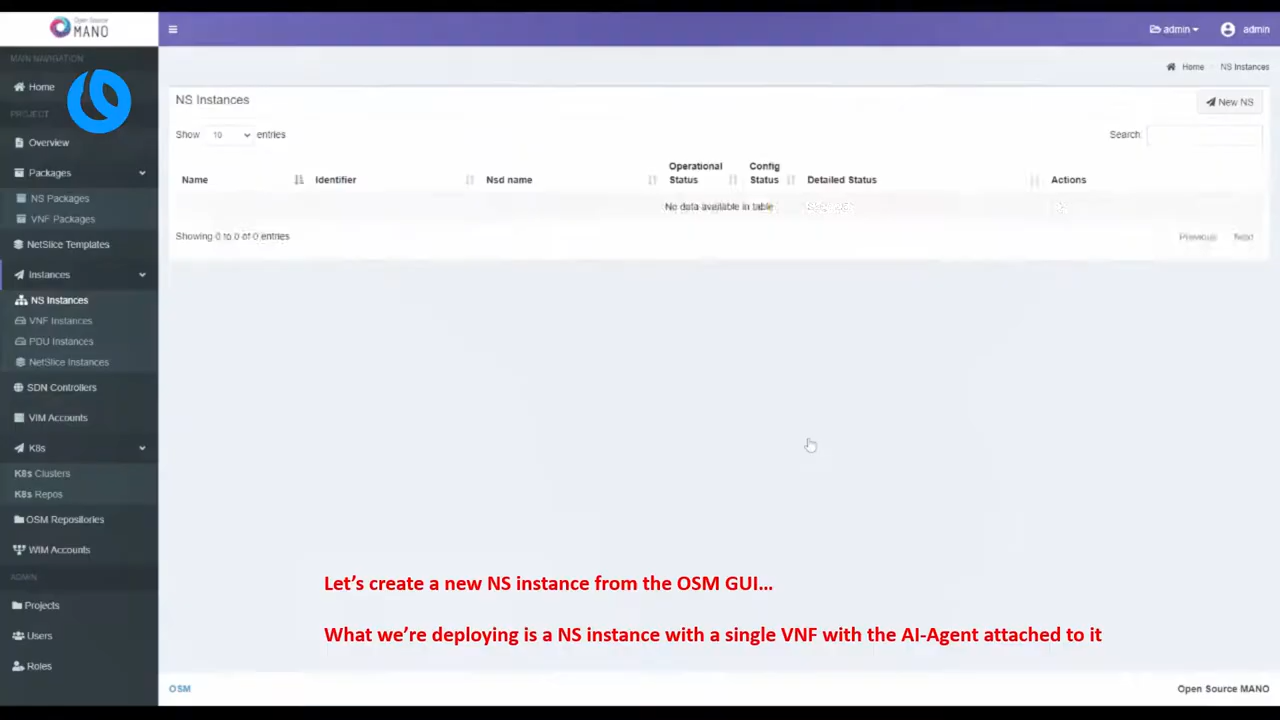 Open Source
MANO
admin
admin
MAIN NAVIGATION
Home
Home
NS Instances
PROJECT
NS Instances
New NS
Overview
Show 10 entries
Search:
Packages
NS Packages
VNF Packages
Name
Identifier
Nsd name
Operational Status
Config Status
Detailed Status
Actions
No data available in table
NetSlice Templates
Showing 0 to 0 of 0 entries
Previous
Next
Instances
NS Instances
VNF Instances
PDU Instances
NetSlice Instances
SDN Controllers
VIM Accounts
K8s
K8s Clusters
K8s Repos
OSM Repositories
WIM Accounts
ADMIN
Projects
Users
Roles
Let’s create a new NS instance from the OSM GUI…
What we’re deploying is a NS instance with a single VNF with the AI-Agent attached to it
OSM
Open Source MANO